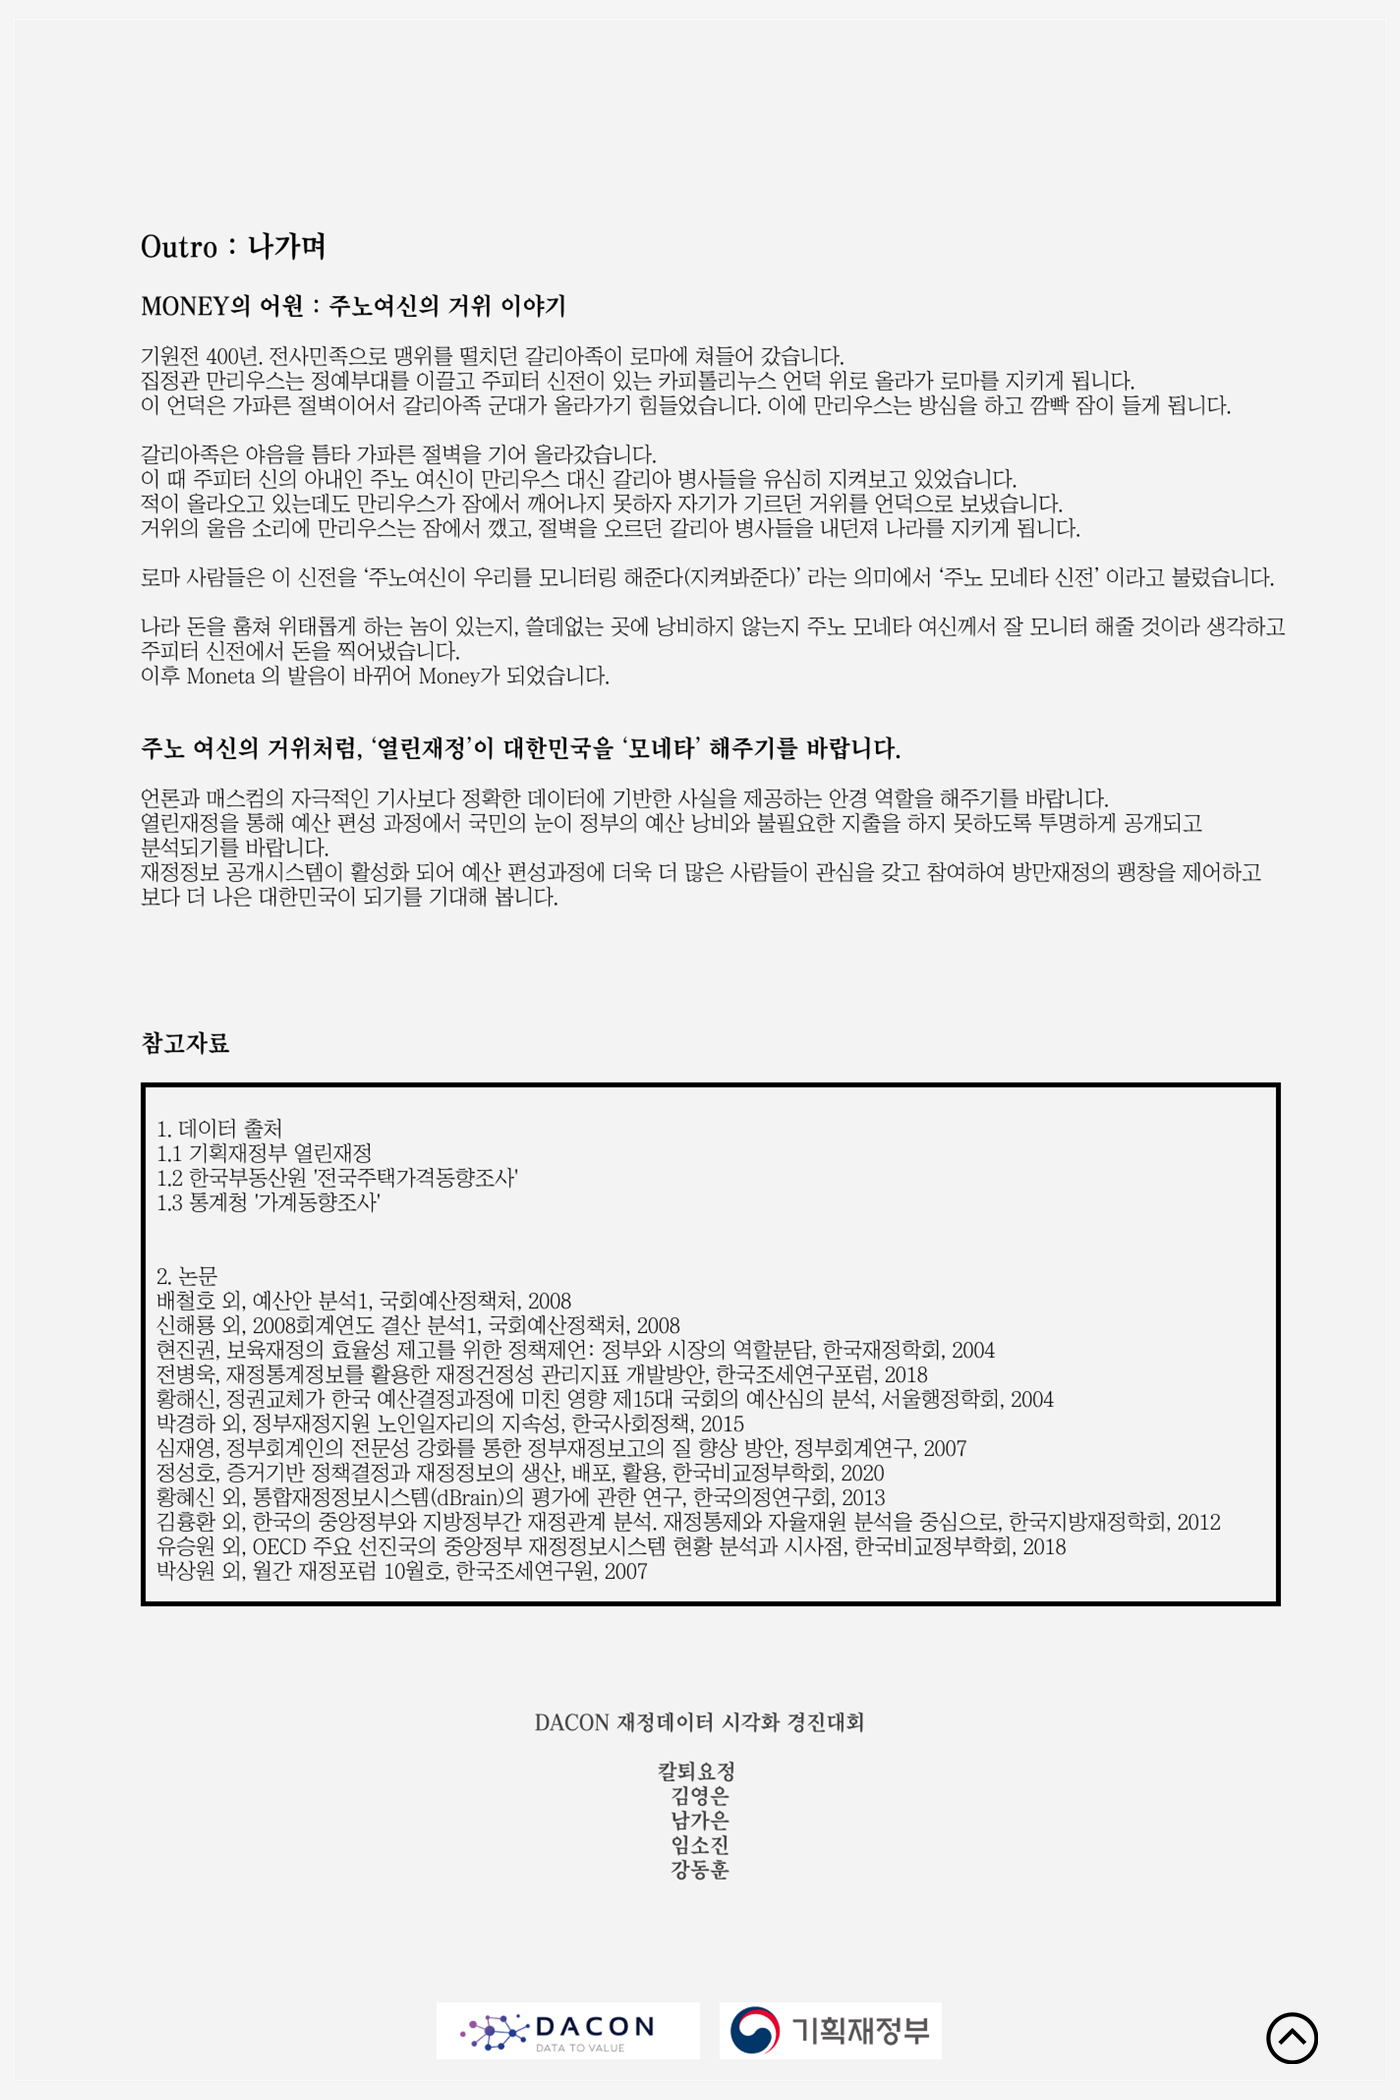 Outro : 나가며
MONEY의 어원 : 주노여신의 거위 이야기
기원전 400년. 전사민족으로 맹위를 떨치던 갈리아족이 로마에 쳐들어 갔습니다.
집정관 만리우스는 정예부대를 이끌고 주피터 신전이 있는 카피톨리누스 언덕 위로 올라가 로마를 지키게 됩니다.
이 언덕은 가파른 절벽이어서 갈리아족 군대가 올라가기 힘들었습니다. 이에 만리우스는 방심을 하고 깜빡 잠이 들게 됩니다.
갈리아족은 야음을 틈타 가파른 절벽을 기어 올라갔습니다.
이 때 주피터 신의 아내인 주노 여신이 만리우스 대신 갈리아 병사들을 유심히 지켜보고 있었습니다.
적이 올라오고 있는데도 만리우스가 잠에서 깨어나지 못하자 자기가 기르던 거위를 언덕으로 보냈습니다.
거위의 울음 소리에 만리우스는 잠에서 깼고, 절벽을 오르던 갈리아 병사들을 내던져 나라를 지키게 됩니다.
로마 사람들은 이 신전을 ‘주노여신이 우리를 모니터링 해준다(지켜봐준다)’ 라는 의미에서 ‘주노 모네타 신전’ 이라고 불렀습니다.
나라 돈을 훔쳐 위태롭게 하는 놈이 있는지, 쓸데없는 곳에 낭비하지 않는지 주노 모네타 여신께서 잘 모니터 해줄 것이라 생각하고
주피터 신전에서 돈을 찍어냈습니다.
이후 Moneta 의 발음이 바뀌어 Money가 되었습니다.
주노 여신의 거위처럼, ‘열린재정’이 대한민국을 ‘모네타’ 해주기를 바랍니다.
언론과 매스컴의 자극적인 기사보다 정확한 데이터에 기반한 사실을 제공하는 안경 역할을 해주기를 바랍니다.
열린재정을 통해 예산 편성 과정에서 국민의 눈이 정부의 예산 낭비와 불필요한 지출을 하지 못하도록 투명하게 공개되고
분석되기를 바랍니다.
재정정보 공개시스템이 활성화 되어 예산 편성과정에 더욱 더 많은 사람들이 관심을 갖고 참여하여 방만재정의 팽창을 제어하고
보다 더 나은 대한민국이 되기를 기대해 봅니다.
참고자료
1. 데이터 출처
1.1 기획재정부 열린재정
1.2 한국부동산원 '전국주택가격동향조사'
1.3 통계청 '가계동향조사'
2. 논문
배철호 외, 예산안 분석1, 국회예산정책처, 2008
신해룡 외, 2008회계연도 결산 분석1, 국회예산정책처, 2008
현진권, 보육재정의 효율성 제고를 위한 정책제언: 정부와 시장의 역할분담, 한국재정학회, 2004
전병욱, 재정통계정보를 활용한 재정건정성 관리지표 개발방안, 한국조세연구포럼, 2018
황해신, 정권교체가 한국 예산결정과정에 미친 영향 제15대 국회의 예산심의 분석, 서울행정학회, 2004
박경하 외, 정부재정지원 노인일자리의 지속성, 한국사회정책, 2015
심재영, 정부회계인의 전문성 강화를 통한 정부재정보고의 질 향상 방안, 정부회계연구, 2007
정성호, 증거기반 정책결정과 재정정보의 생산, 배포, 활용, 한국비교정부학회, 2020
황혜신 외, 통합재정정보시스템(dBrain)의 평가에 관한 연구, 한국의정연구회, 2013
김흉환 외, 한국의 중앙정부와 지방정부간 재정관계 분석. 재정통제와 자율재원 분석을 중심으로, 한국지방재정학회, 2012
유승원 외, OECD 주요 선진국의 중앙정부 재정정보시스템 현황 분석과 시사점, 한국비교정부학회, 2018
박상원 외, 월간 재정포럼 10월호, 한국조세연구원, 2007
DACON 재정데이터 시각화 경진대회
칼퇴요정
김영은
남가은
임소진
강동훈
DACON
DATA TO VALUE
기획재정부